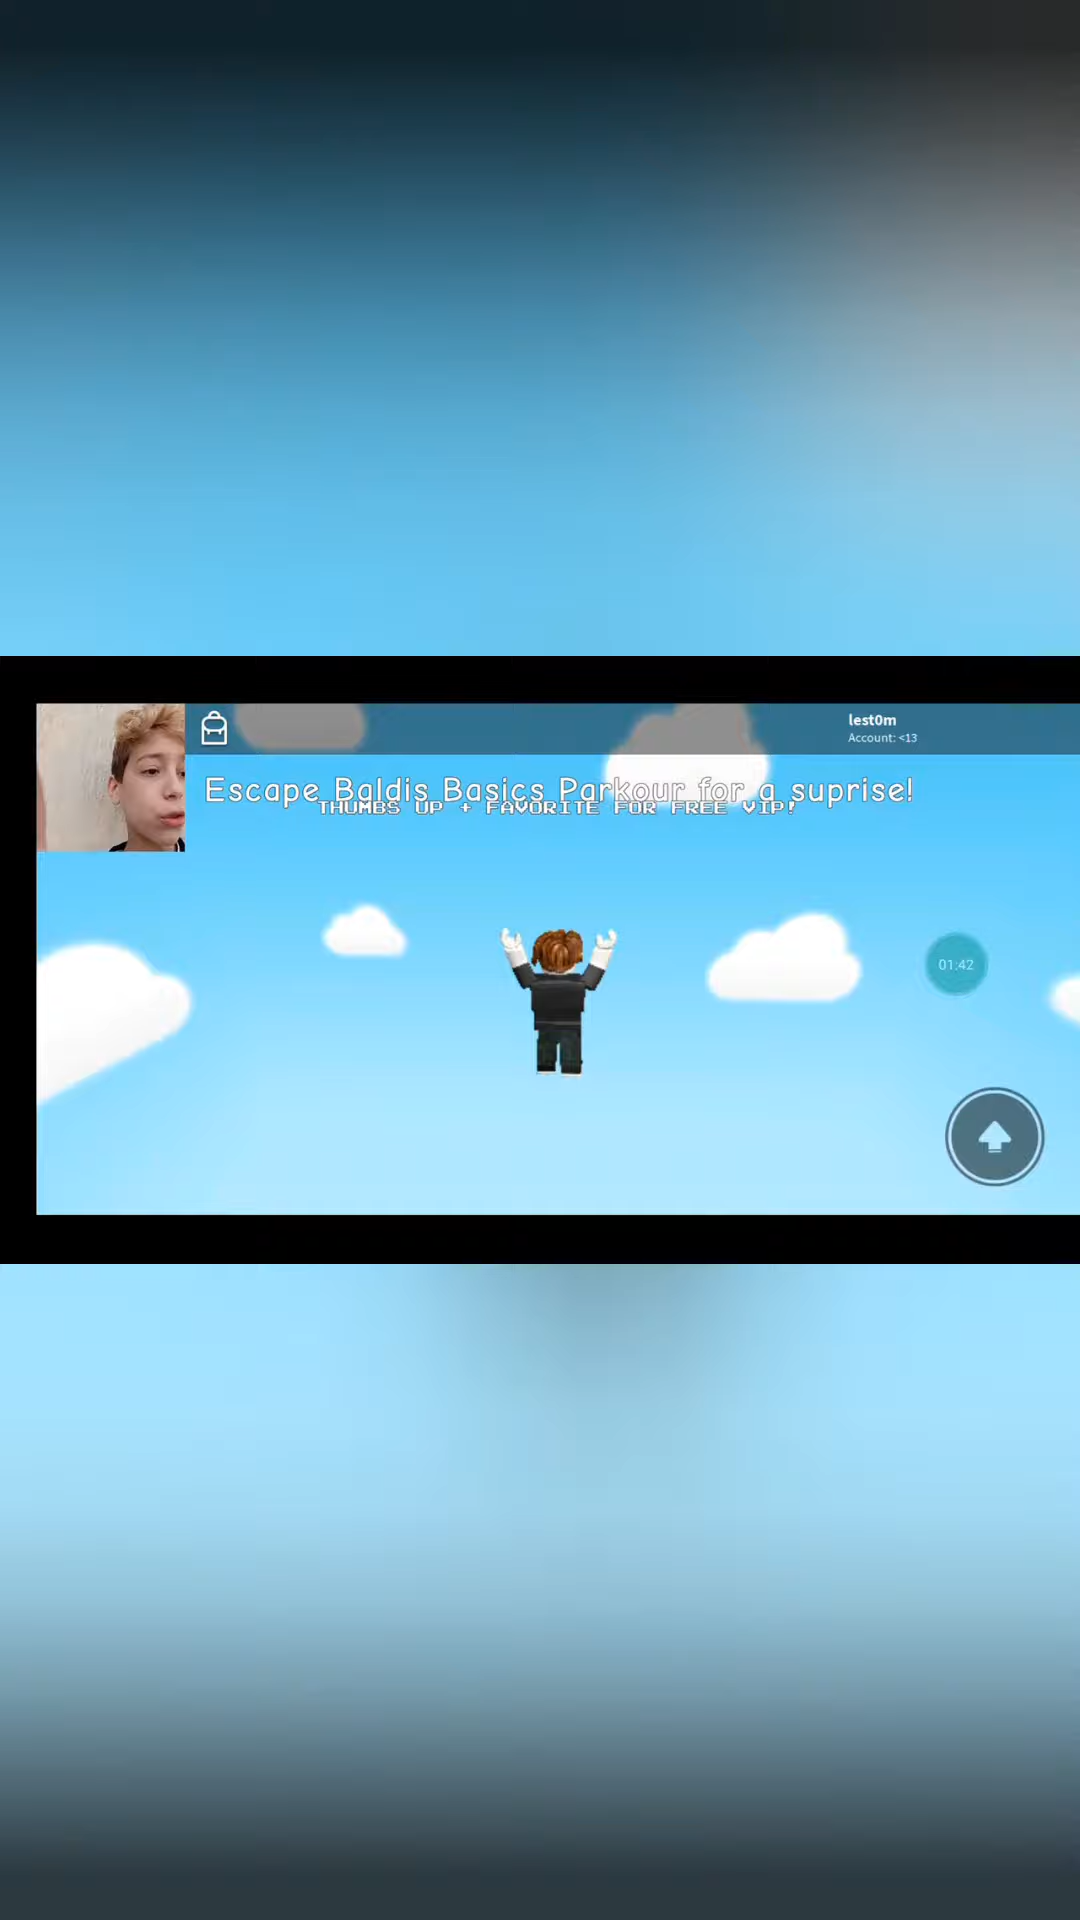 lest0m
Account: <13
Escape Baldis Basics Parkour for a suprise!
THUMBS UP + FAVORITE FOR FREE VIP!
01:42